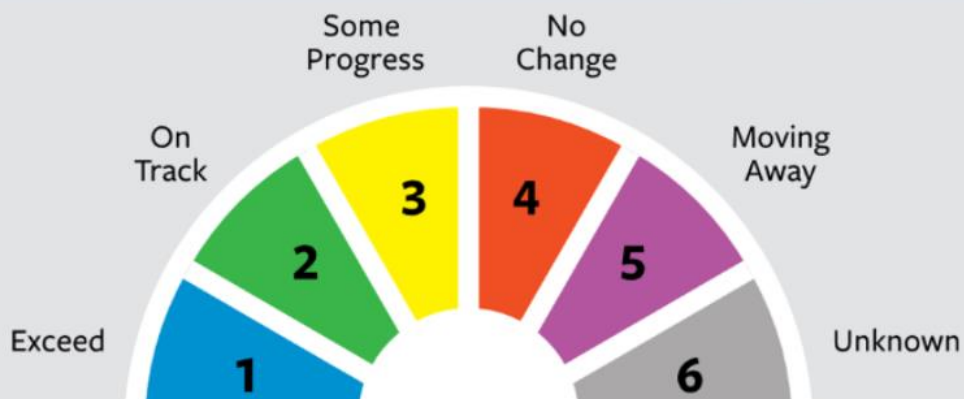 Some
Progress
No
Change
On
Track
Moving
Away
3
4
2
5
Exceed
Unknown
1
6